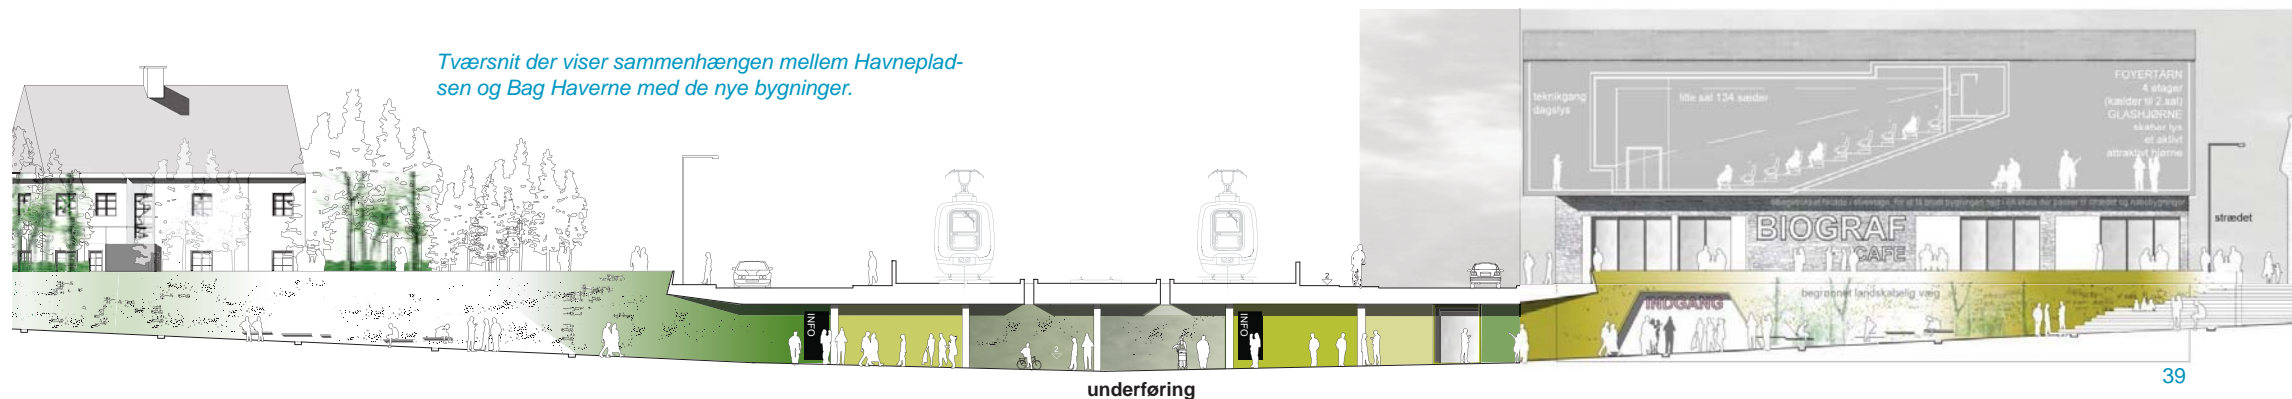 Tværsnit der viser sammenhængen mellem Havneplad-
sen og Bag Haverne med de nye bygninger.
teknikgang
dagslys
lille sal 134 sæder
FOYERTÅRN
4 etager
(kælder til 2.sal)
GLASHJØRNE
skaber lys
et aktivt
attraktivt hjørne
strædet
BIOGRAF
CAFE
INDGANG
begrønnet landskabelig væg
INFO
INFO
2
2
underføring
39